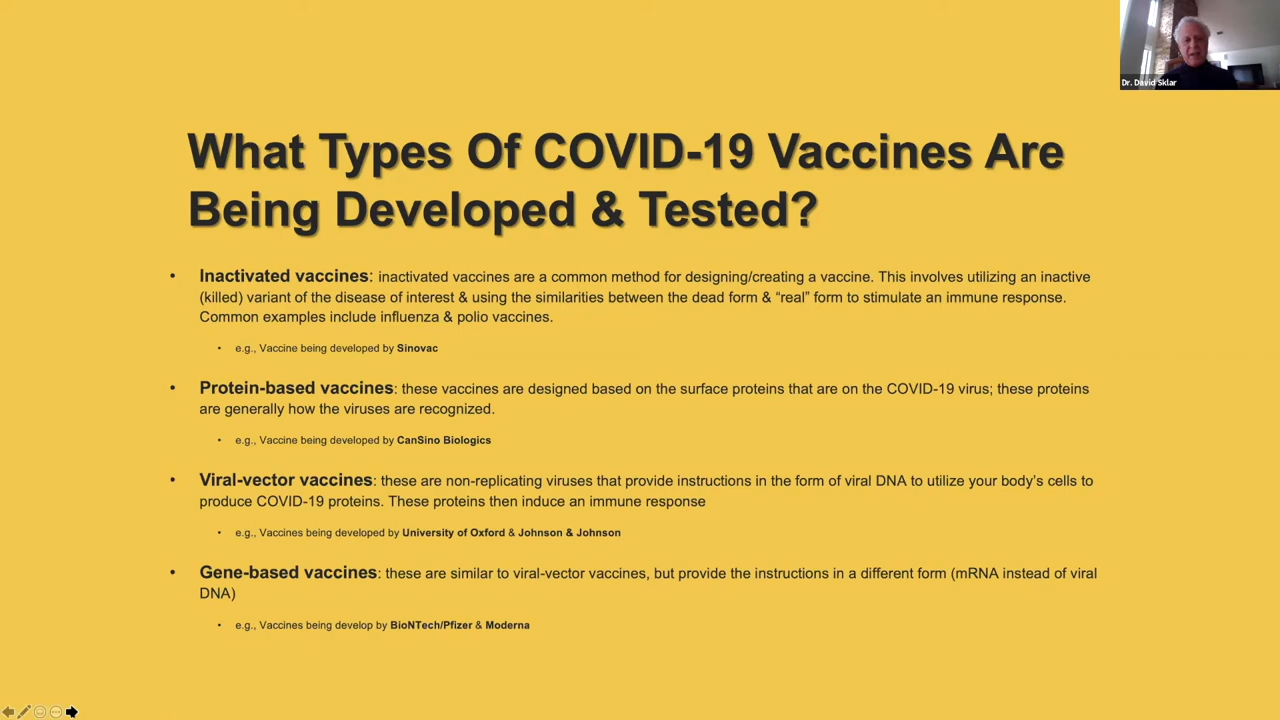 Dr. David Sklar
What Types Of COVID-19 Vaccines Are
Being Developed & Tested?
• Inactivated vaccines: inactivated vaccines are a common method for designing/creating a vaccine. This involves utilizing an inactive
(killed) variant of the disease of interest & using the similarities between the dead form & “real” form to stimulate an immune response.
Common examples include influenza & polio vaccines.
• e.g., Vaccine being developed by Sinovac
• Protein-based vaccines: these vaccines are designed based on the surface proteins that are on the COVID-19 virus; these proteins
are generally how the viruses are recognized.
• e.g., Vaccine being developed by CanSino Biologics
• Viral-vector vaccines: these are non-replicating viruses that provide instructions in the form of viral DNA to utilize your body’s cells to
produce COVID-19 proteins. These proteins then induce an immune response
• e.g., Vaccines being developed by University of Oxford & Johnson & Johnson
• Gene-based vaccines: these are similar to viral-vector vaccines, but provide the instructions in a different form (mRNA instead of viral
DNA)
• e.g., Vaccines being develop by BioNTech/Pfizer & Moderna